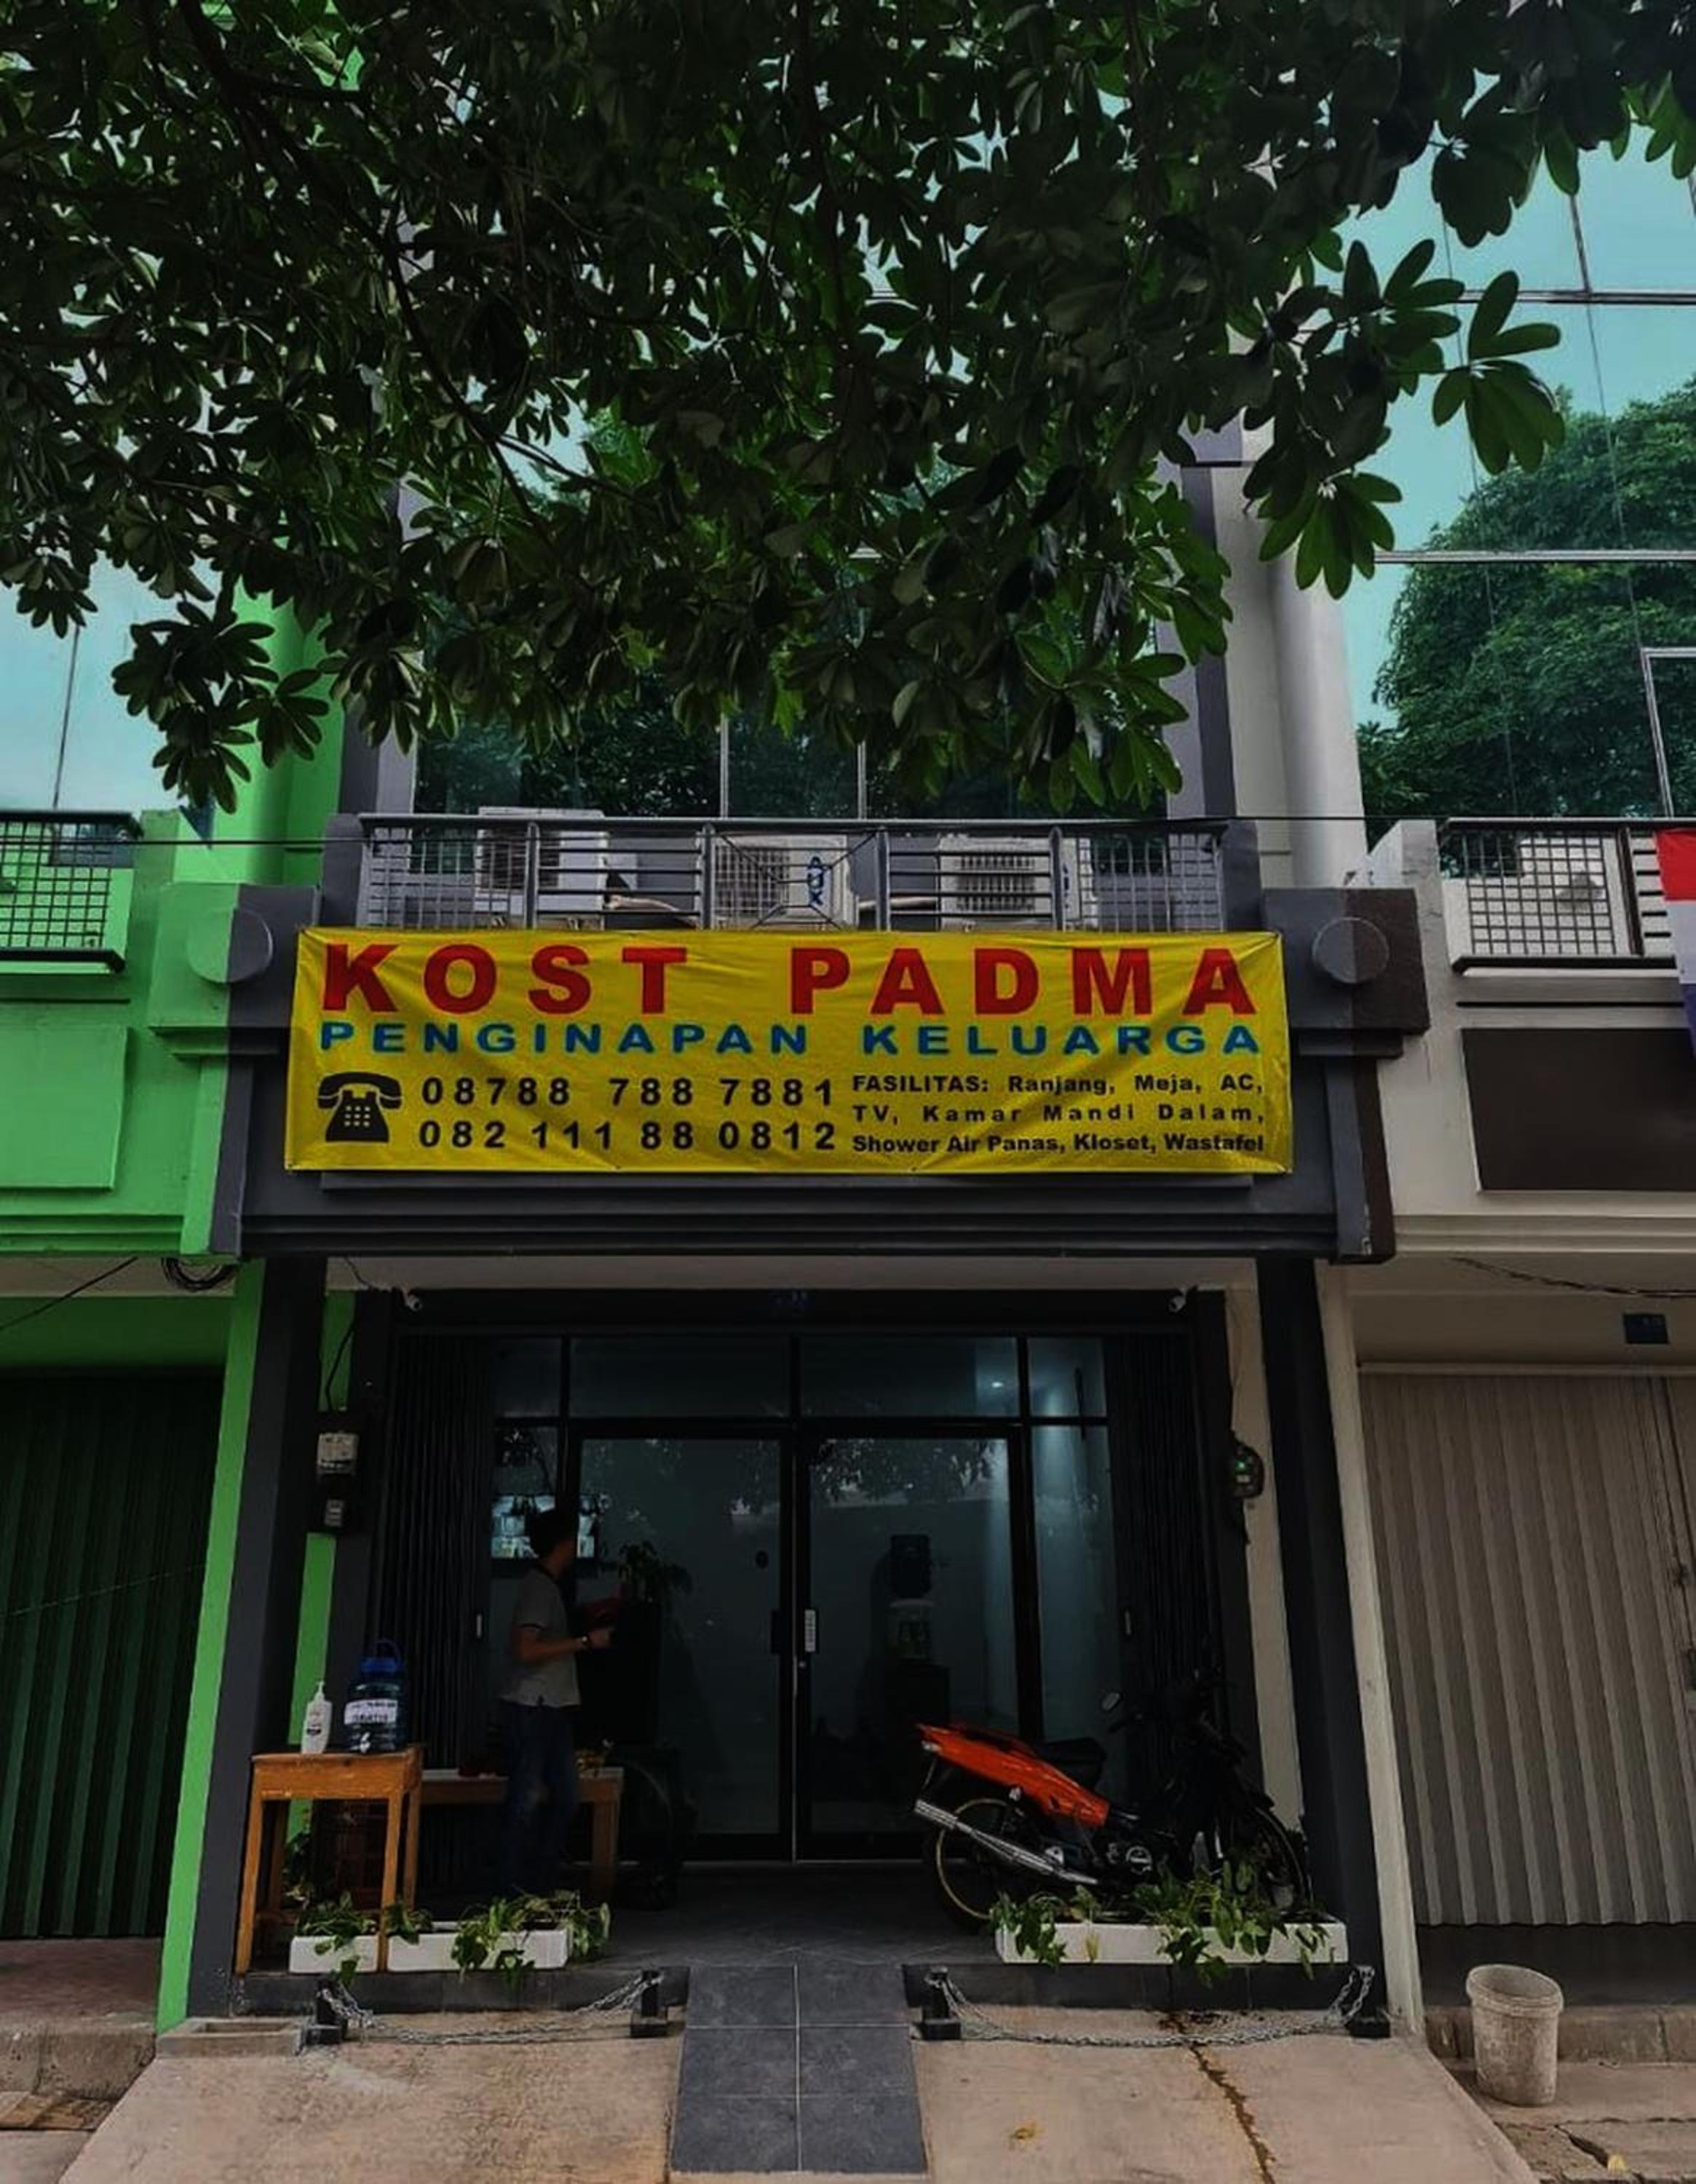 KOST PADMA
PENGINAPAN KELUARGA
08788 788 7881
082 111 88 0812
FASILITAS: Ranjang, Meja, AC,
TV, Kamar Mandi Dalam,
Shower Air Panas, Kloset, Wastafel
GRATIS